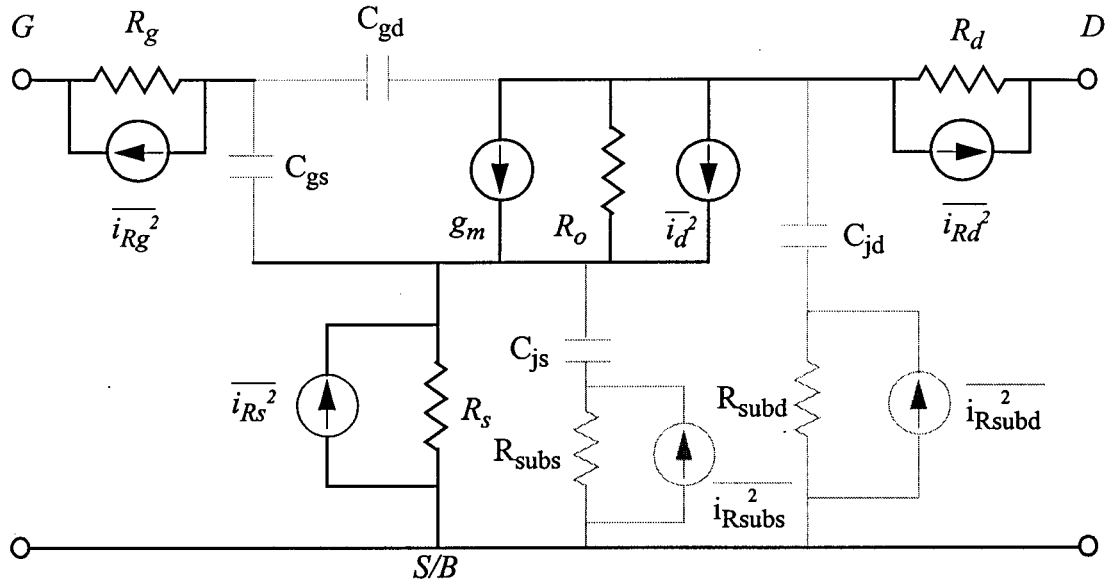 G
R_g
C_gd
R_d
D
i_Rg^2
C_gs
g_m
R_o
i_d^2
C_jd
i_Rd^2
i_Rs^2
R_s
C_js
R_subs
i_Rsubs^2
R_subd
i_Rsubd^2
S/B